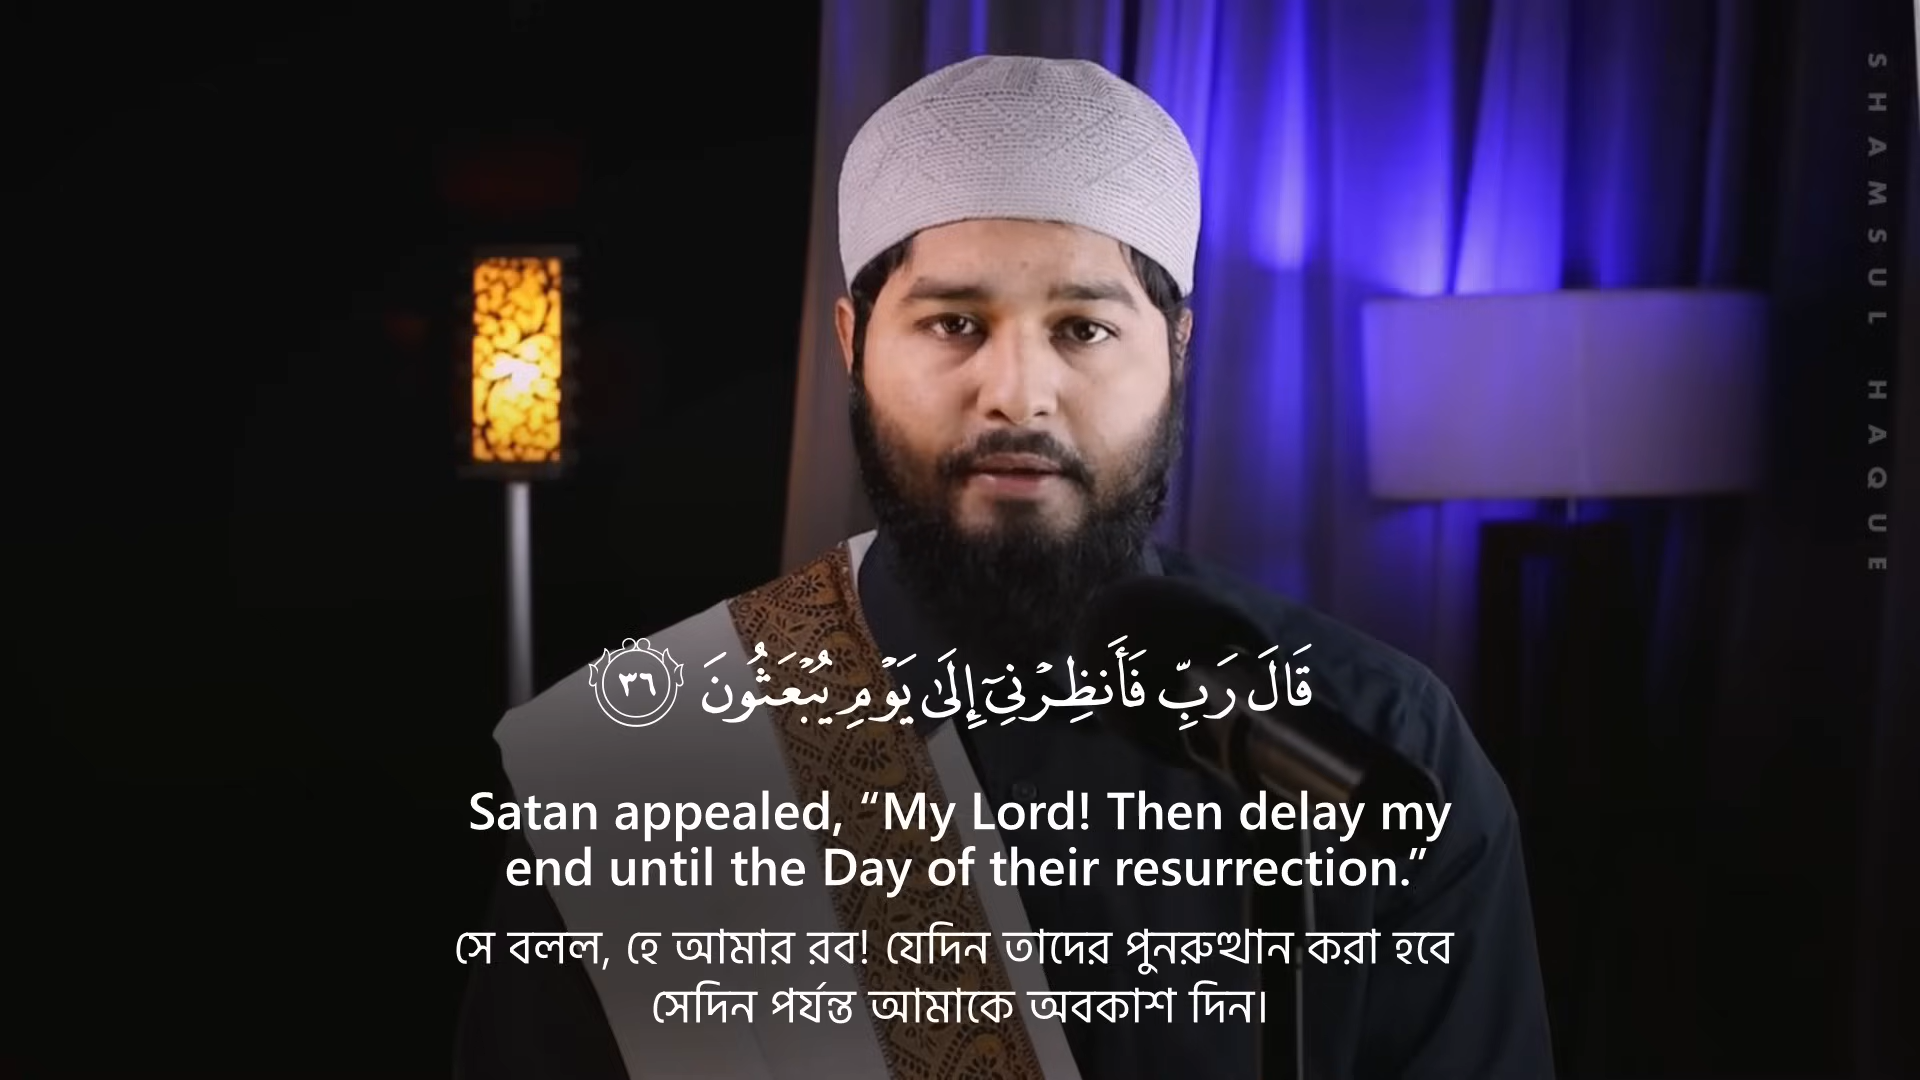 قَالَ رَبِّ فَأَنظِرْنِىٓ إِلَىٰ يَوْمِ يُبْعَثُونَ ٣٦
Satan appealed, “My Lord! Then delay my
end until the Day of their resurrection.”
সে বলল, হে আমার রব! যেদিন তাদের পুনরুত্থান করা হবে
সেদিন পর্যন্ত আমাকে অবকাশ দিন।
SHAMSUL HAQUE